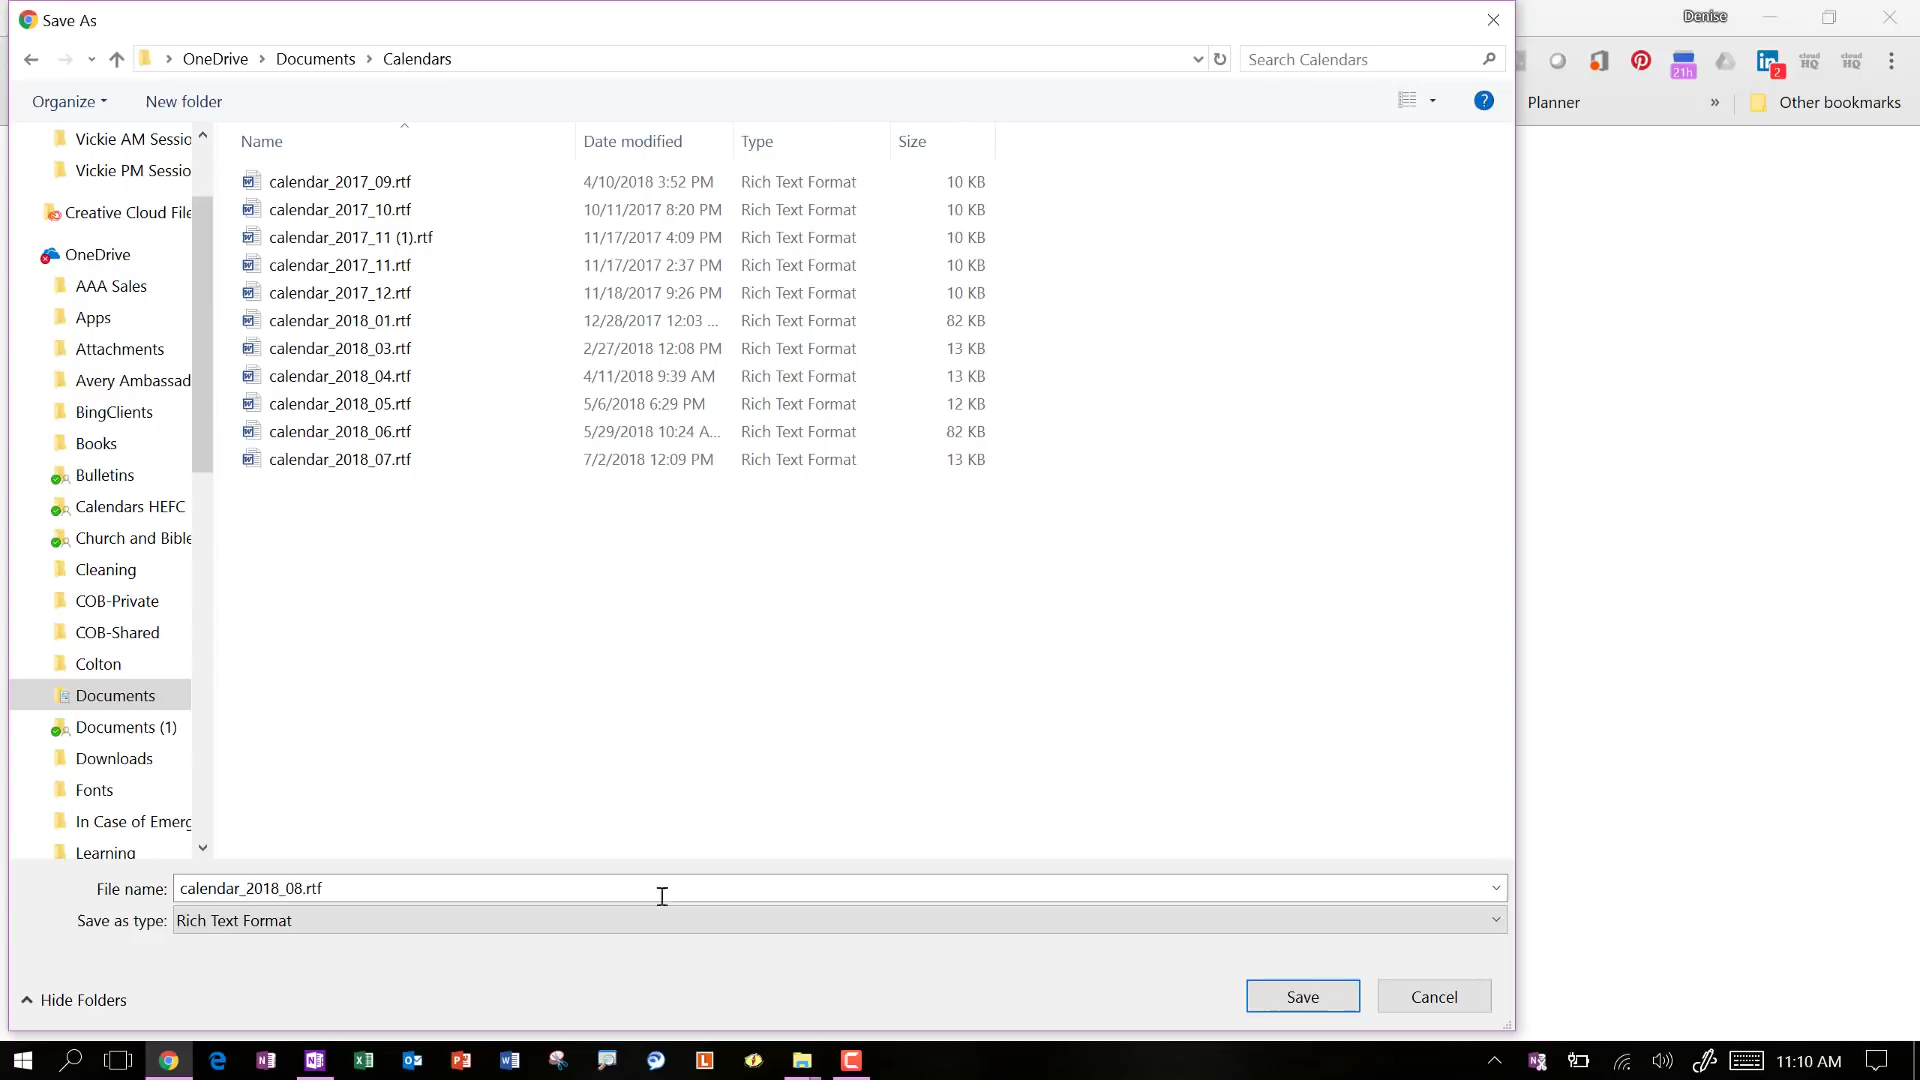 Save As
Denise
OneDrive > Documents > Calendars
Search Calendars
21h
in 2
cloud HQ
cloud HQ
Organize
New folder
?
Planner
»
Other bookmarks
Name Date modified Type Size
Vickie AM Sessio
Vickie PM Sessio
Creative Cloud File
OneDrive
AAA Sales
Apps
Attachments
Avery Ambassad
BingClients
Books
Bulletins
Calendars HEFC
Church and Bible
Cleaning
COB-Private
COB-Shared
Colton
Documents
Documents (1)
Downloads
Fonts
In Case of Emerg
Learning
calendar_2017_09.rtf 4/10/2018 3:52 PM Rich Text Format 10 KB
calendar_2017_10.rtf 10/11/2017 8:20 PM Rich Text Format 10 KB
calendar_2017_11 (1).rtf 11/17/2017 4:09 PM Rich Text Format 10 KB
calendar_2017_11.rtf 11/17/2017 2:37 PM Rich Text Format 10 KB
calendar_2017_12.rtf 11/18/2017 9:26 PM Rich Text Format 10 KB
calendar_2018_01.rtf 12/28/2017 12:03 ... Rich Text Format 82 KB
calendar_2018_03.rtf 2/27/2018 12:08 PM Rich Text Format 13 KB
calendar_2018_04.rtf 4/11/2018 9:39 AM Rich Text Format 13 KB
calendar_2018_05.rtf 5/6/2018 6:29 PM Rich Text Format 12 KB
calendar_2018_06.rtf 5/29/2018 10:24 A... Rich Text Format 82 KB
calendar_2018_07.rtf 7/2/2018 12:09 PM Rich Text Format 13 KB
File name: calendar_2018_08.rtf
Save as type: Rich Text Format
Hide Folders
Save
Cancel
11:10 AM